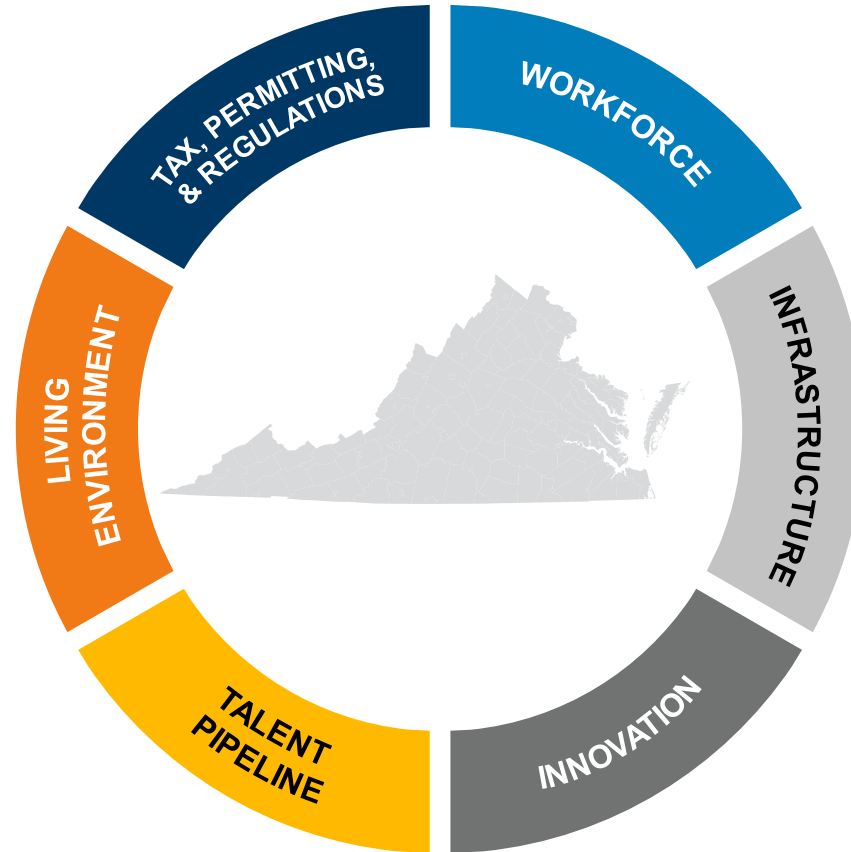 TAX, PERMITTING,
& REGULATIONS
WORKFORCE
INFRASTRUCTURE
INNOVATION
TALENT
PIPELINE
LIVING
ENVIRONMENT